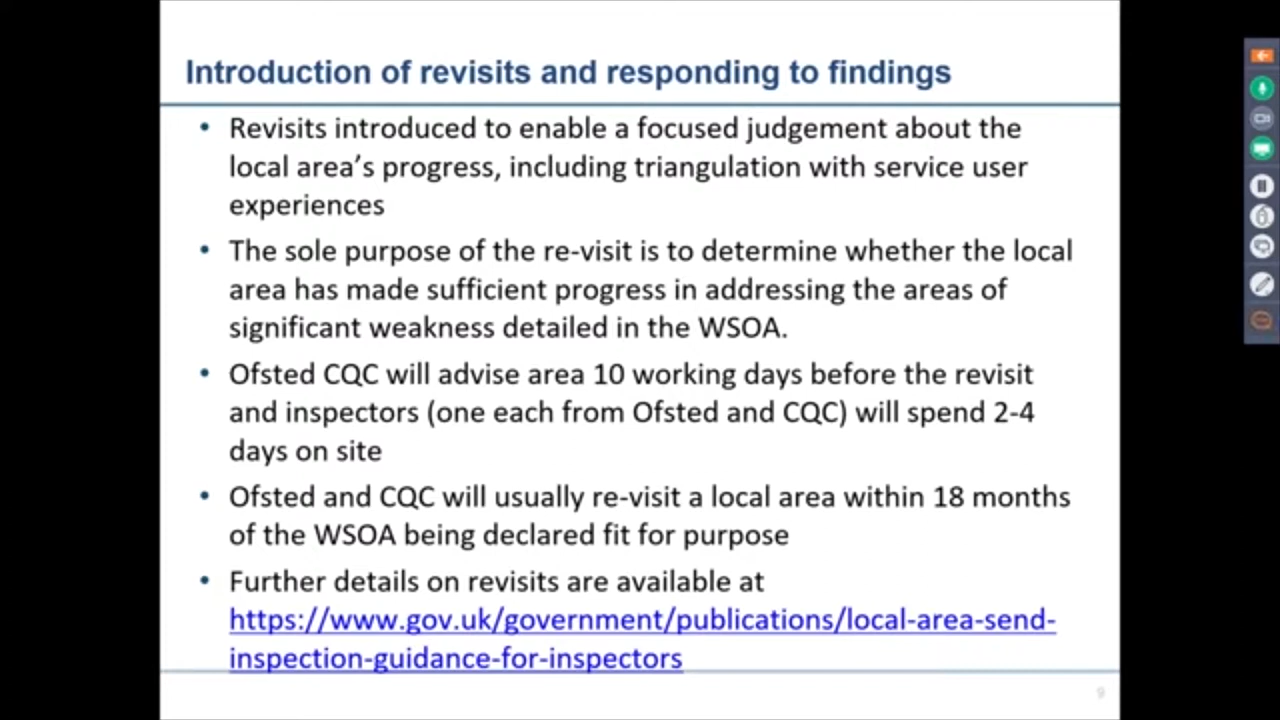 Introduction of revisits and responding to findings
• Revisits introduced to enable a focused judgement about the
local area’s progress, including triangulation with service user
experiences
• The sole purpose of the re-visit is to determine whether the local
area has made sufficient progress in addressing the areas of
significant weakness detailed in the WSOA.
• Ofsted CQC will advise area 10 working days before the revisit
and inspectors (one each from Ofsted and CQC) will spend 2-4
days on site
• Ofsted and CQC will usually re-visit a local area within 18 months
of the WSOA being declared fit for purpose
• Further details on revisits are available at
https://www.gov.uk/government/publications/local-area-send-
inspection-guidance-for-inspectors
9